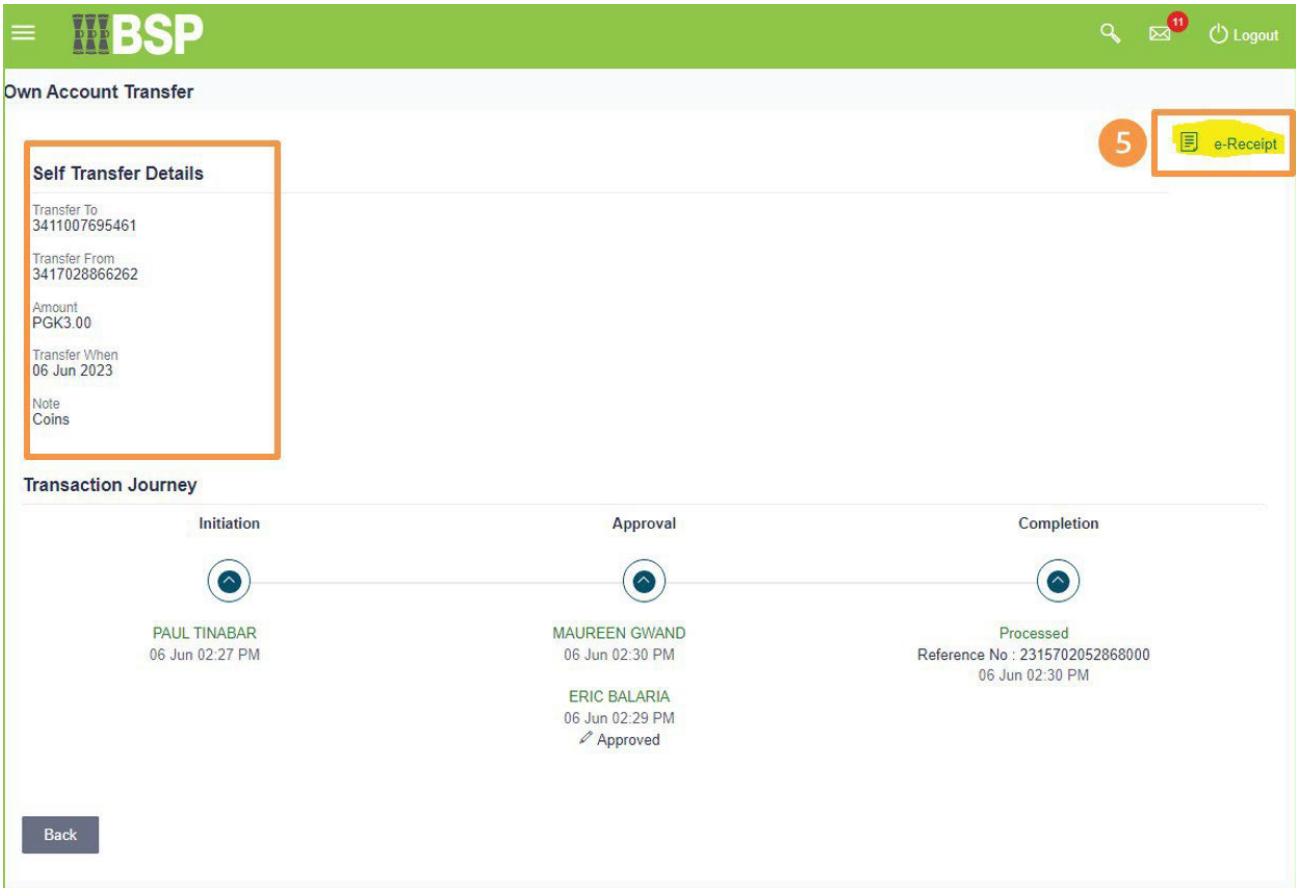 BSP
11
Logout
Own Account Transfer
5
e-Receipt
Self Transfer Details
Transfer To
3411007695461
Transfer From
3417028866262
Amount
PGK3.00
Transfer When
06 Jun 2023
Note
Coins
Transaction Journey
Initiation Approval Completion
PAUL TINABAR MAUREEN GWAND Processed
06 Jun 02:27 PM 06 Jun 02:30 PM Reference No : 2315702052868000
06 Jun 02:30 PM
ERIC BALARIA
06 Jun 02:29 PM
Approved
Back